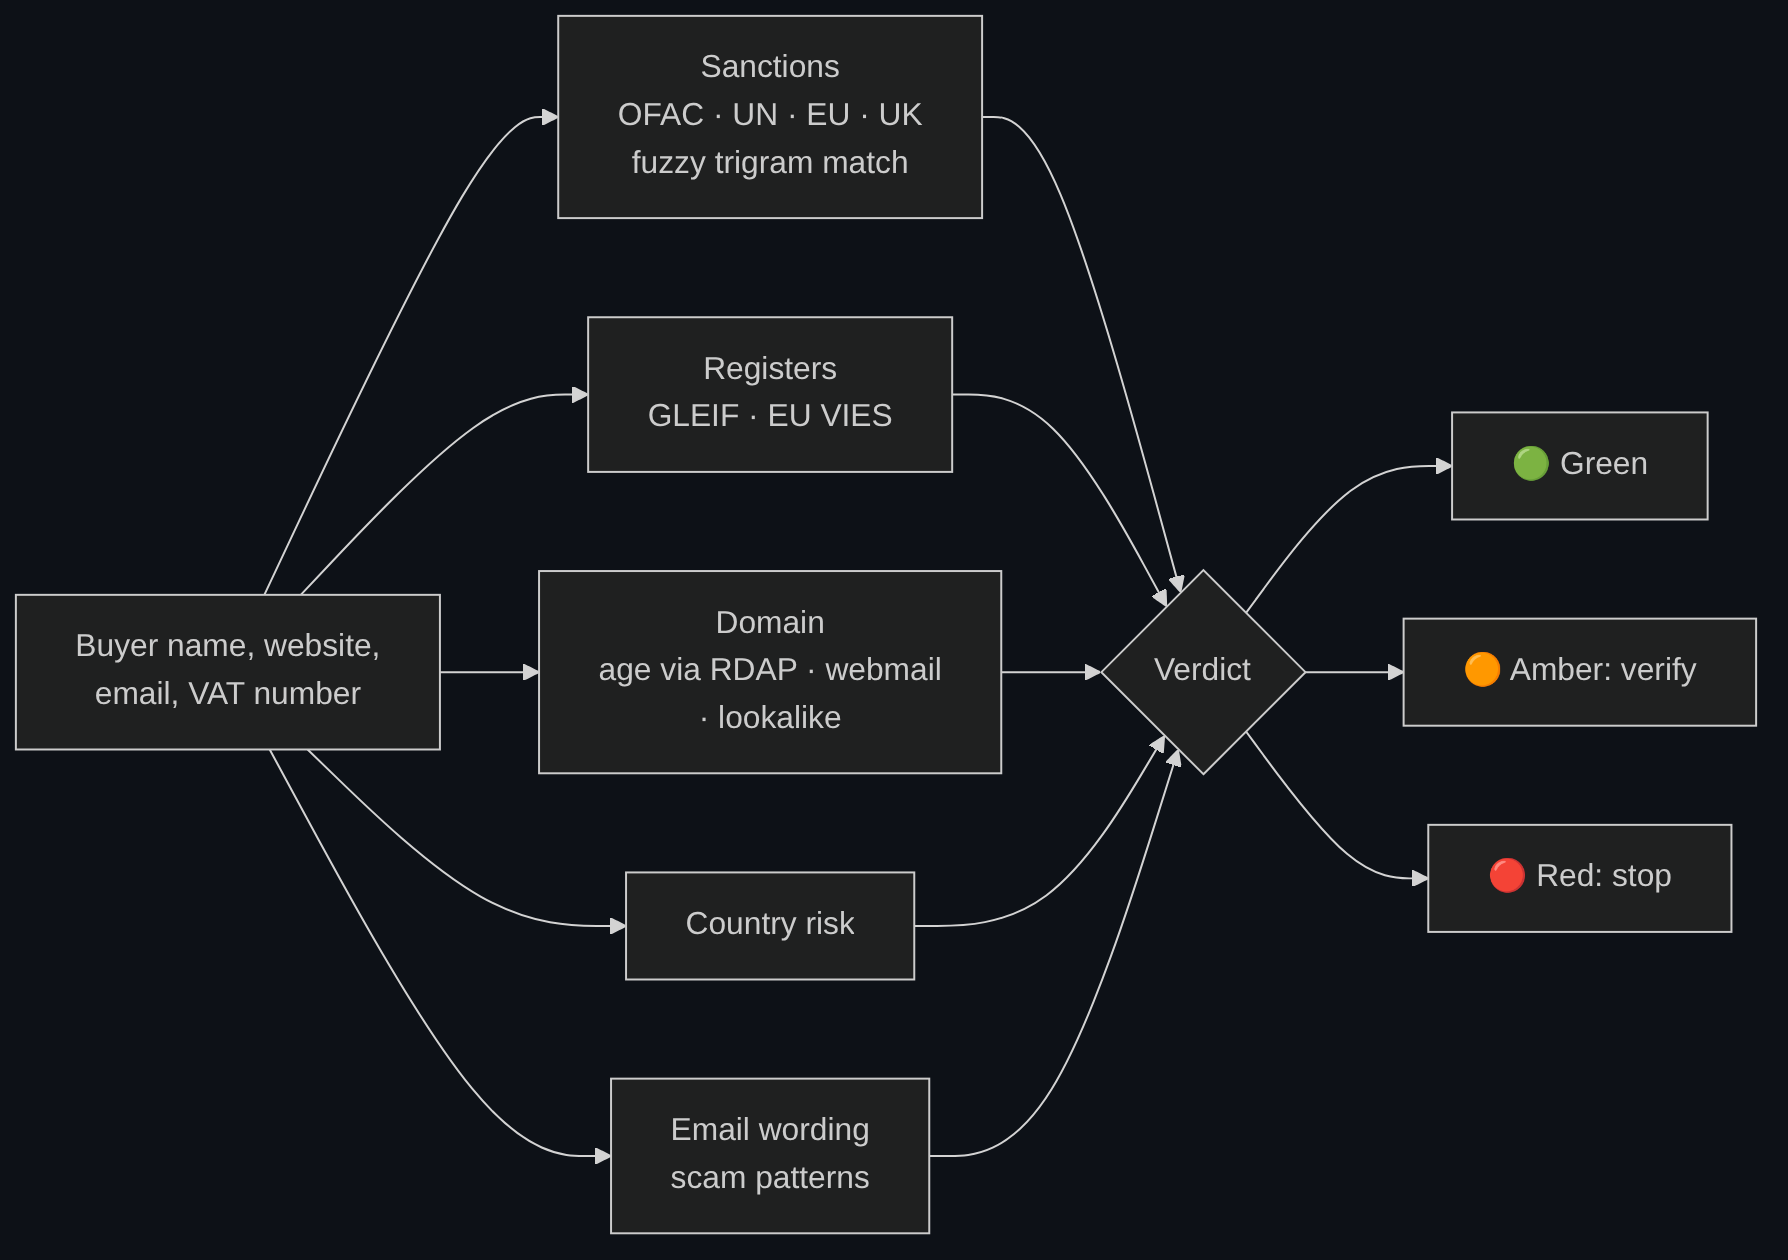 Sanctions
OFAC · UN · EU · UK
fuzzy trigram match
Registers
GLEIF · EU VIES
Buyer name, website,
email, VAT number
Domain
age via RDAP · webmail
· lookalike
Country risk
Email wording
scam patterns
Verdict
🟢 Green
🟠 Amber: verify
🔴 Red: stop